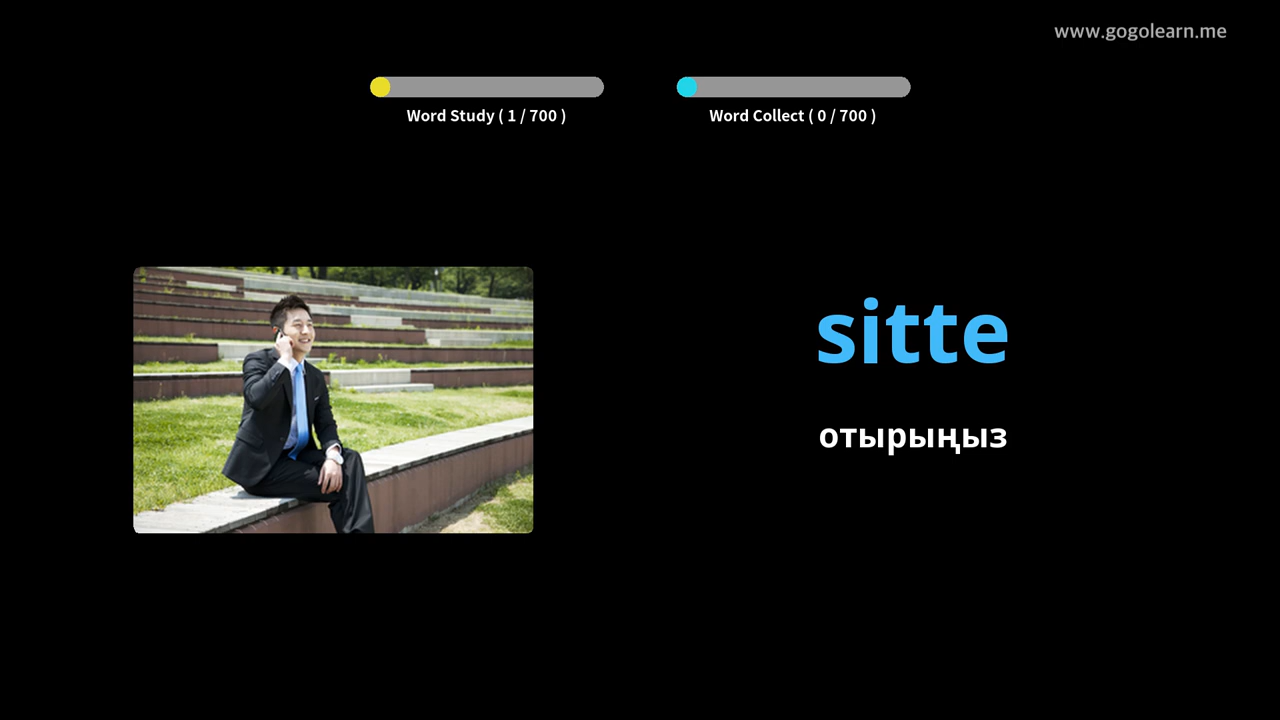 www.gogolearn.me
Word Study ( 1 / 700 )
Word Collect ( 0 / 700 )
sitte
отырыңыз